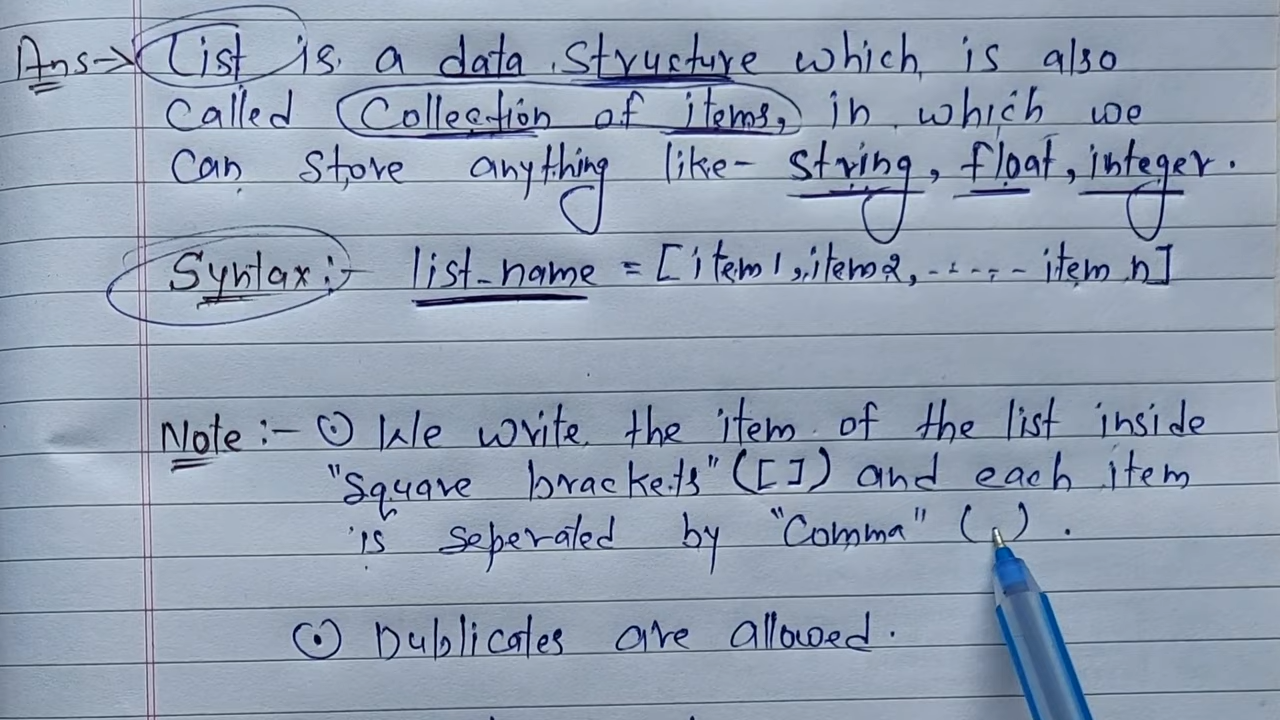 Ans→ List is a data structure which is also
called Collection of items, in which we
can store anything like- string, float, integer.
Syntax:- list_name = [item1, item2, ------ item n]
Note:- ⊙ We write the item of the list inside
"Square brackets" ([]) and each item
is seperated by "Comma" (,).
⊙ Duplicates are allowed.